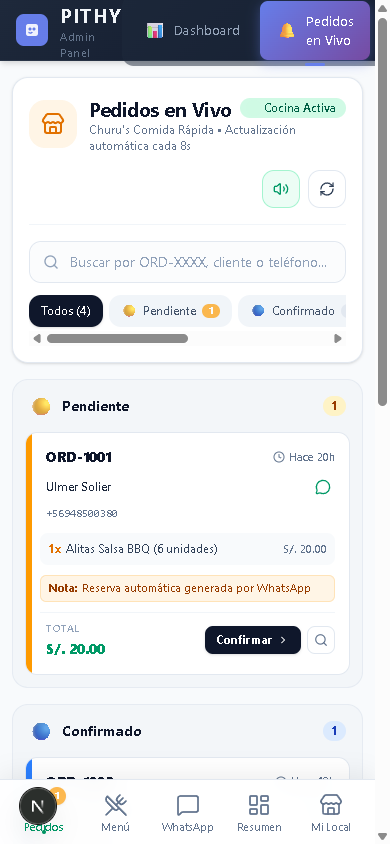 PITHY
Admin
Panel
Dashboard
Pedidos
en Vivo
Pedidos en Vivo
Cocina Activa
Churu's Comida Rápida • Actualización
automática cada 8s
Buscar por ORD-XXXX, cliente o teléfono...
Todos (4)
Pendiente 1
Confirmado
Pendiente
1
ORD-1001
Hace 20h
Ulmer Solier
+56948500380
1x Alitas Salsa BBQ (6 unidades)
S/. 20.00
Nota: Reserva automática generada por WhatsApp
TOTAL
S/. 20.00
Confirmar
Confirmado
1
N
Pedidos
Menú
WhatsApp
Resumen
Mi Local